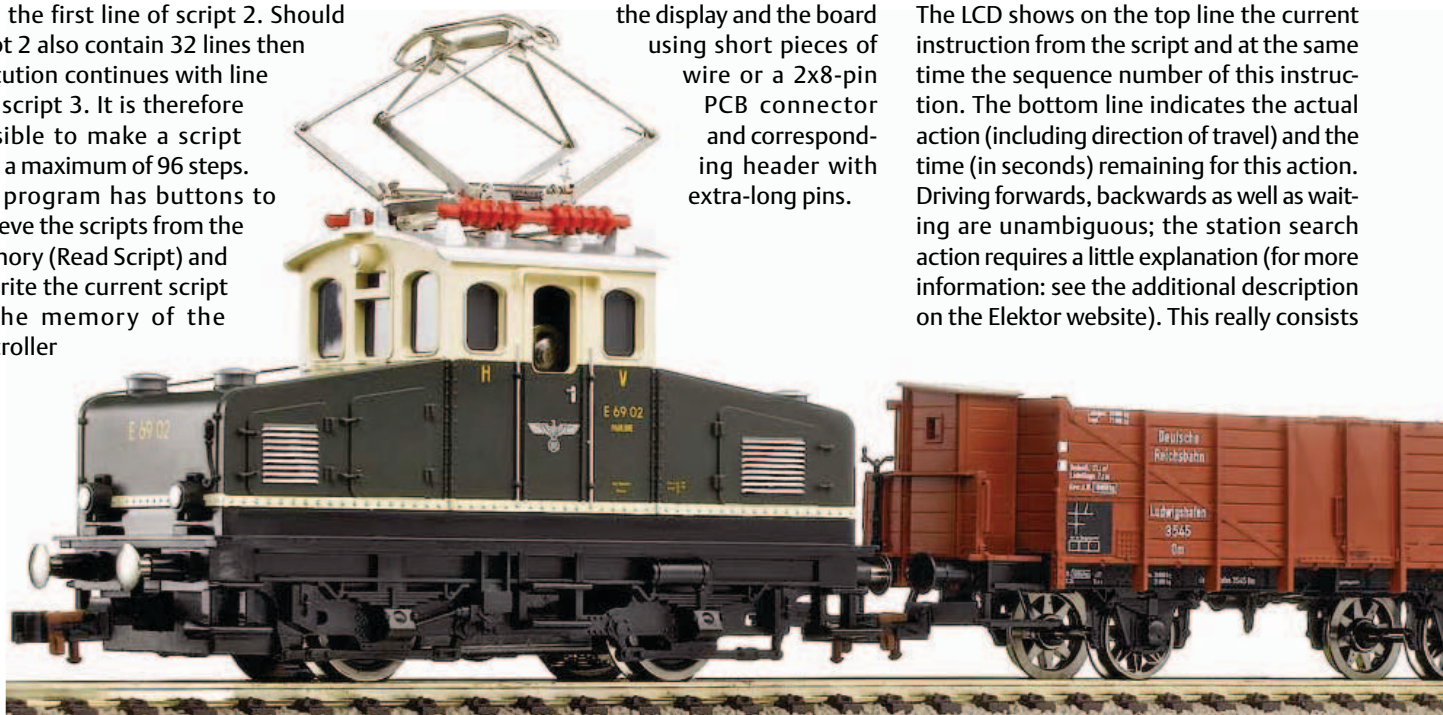 the first line of script 2. Should
2 also contain 32 lines then
continues with line
script 3. It is therefore
to make a script
a maximum of 96 steps.
program has buttons to
the scripts from the
(Read Script) and
the current script
the memory of the
the display and the board
using short pieces of
wire or a 2x8-pin
PCB connector
and correspond-
ing header with
extra-long pins.
The LCD shows on the top line the current
instruction from the script and at the same
time the sequence number of this instruc-
tion. The bottom line indicates the actual
action (including direction of travel) and the
time (in seconds) remaining for this action.
Driving forwards, backwards as well as wait-
ing are unambiguous; the station search
action requires a little explanation (for more
information: see the additional description
on the Elektor website). This really consists
E 69 02
H V
E 69 02
Deutsche
Reichsbahn
Ludwigshafen
3545
Om